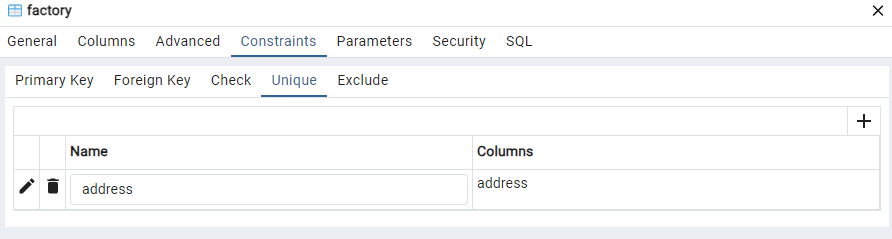 factory
General Columns Advanced Constraints Parameters Security SQL
Primary Key Foreign Key Check Unique Exclude
Name Columns
address address